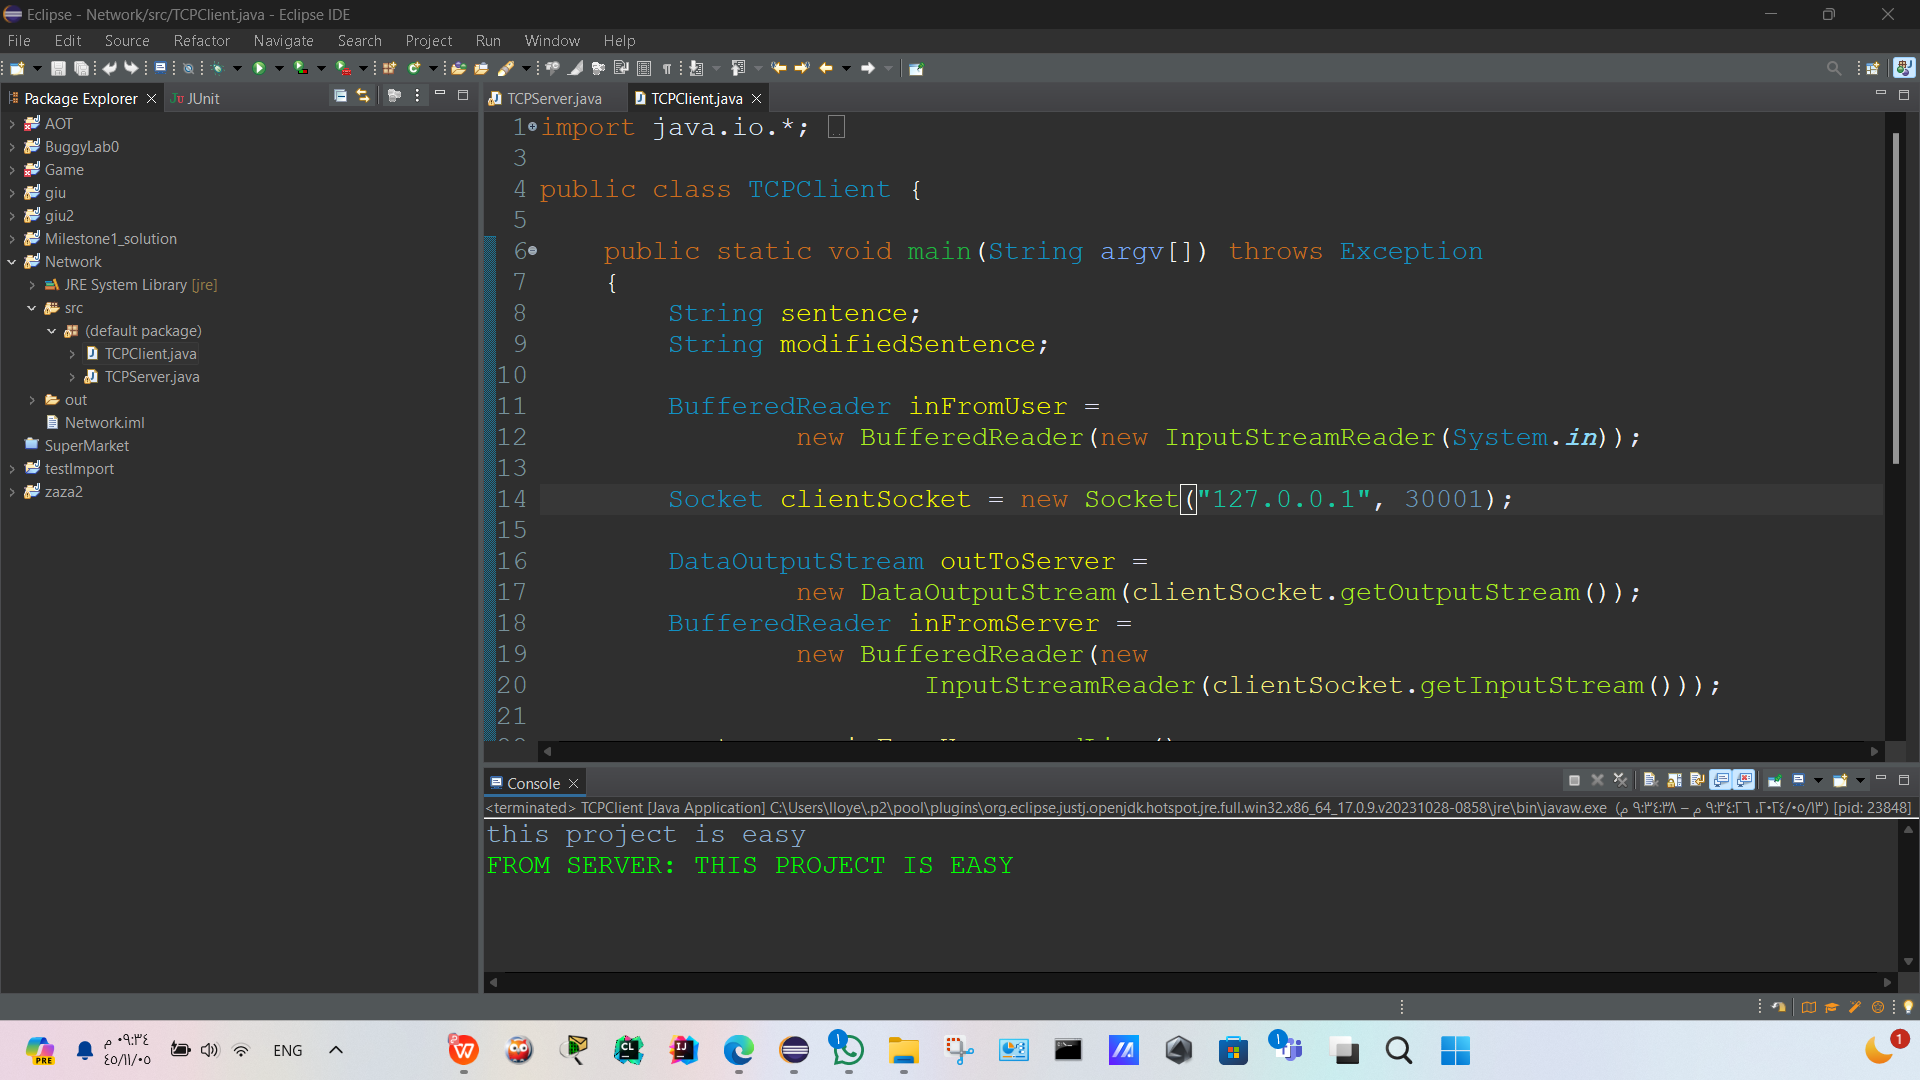 Eclipse - Network/src/TCPClient.java - Eclipse IDE
File Edit Source Refactor Navigate Search Project Run Window Help
Package Explorer
JUnit
AOT
BuggyLab0
Game
giu
giu2
Milestone1_solution
Network
JRE System Library [jre]
src
(default package)
TCPClient.java
TCPServer.java
out
Network.iml
SuperMarket
testImport
zaza2
TCPServer.java
TCPClient.java
1 import java.io.*;
3
4 public class TCPClient {
5
6 public static void main(String argv[]) throws Exception
7 {
8 String sentence;
9 String modifiedSentence;
10
11 BufferedReader inFromUser =
12 new BufferedReader(new InputStreamReader(System.in));
13
14 Socket clientSocket = new Socket("127.0.0.1", 30001);
15
16 DataOutputStream outToServer =
17 new DataOutputStream(clientSocket.getOutputStream());
18 BufferedReader inFromServer =
19 new BufferedReader(new
20 InputStreamReader(clientSocket.getInputStream()));
21
Console
<terminated> TCPClient [Java Application] C:\Users\lloye\.p2\pool\plugins\org.eclipse.justj.openjdk.hotspot.jre.full.win32.x86_64_17.0.9.v20231028-0858\jre\bin\javaw.exe (م ٩:٣٤:٣٨ – م ٩:٣٤:٢٦ ،٢٠٢٤/٠٥/١٣) [pid: 23848]
this project is easy
FROM SERVER: THIS PROJECT IS EASY
٠٩:٣٤ م
٤٥/١١/٠٥
ENG
PRE
CL
IJ
1
1
1